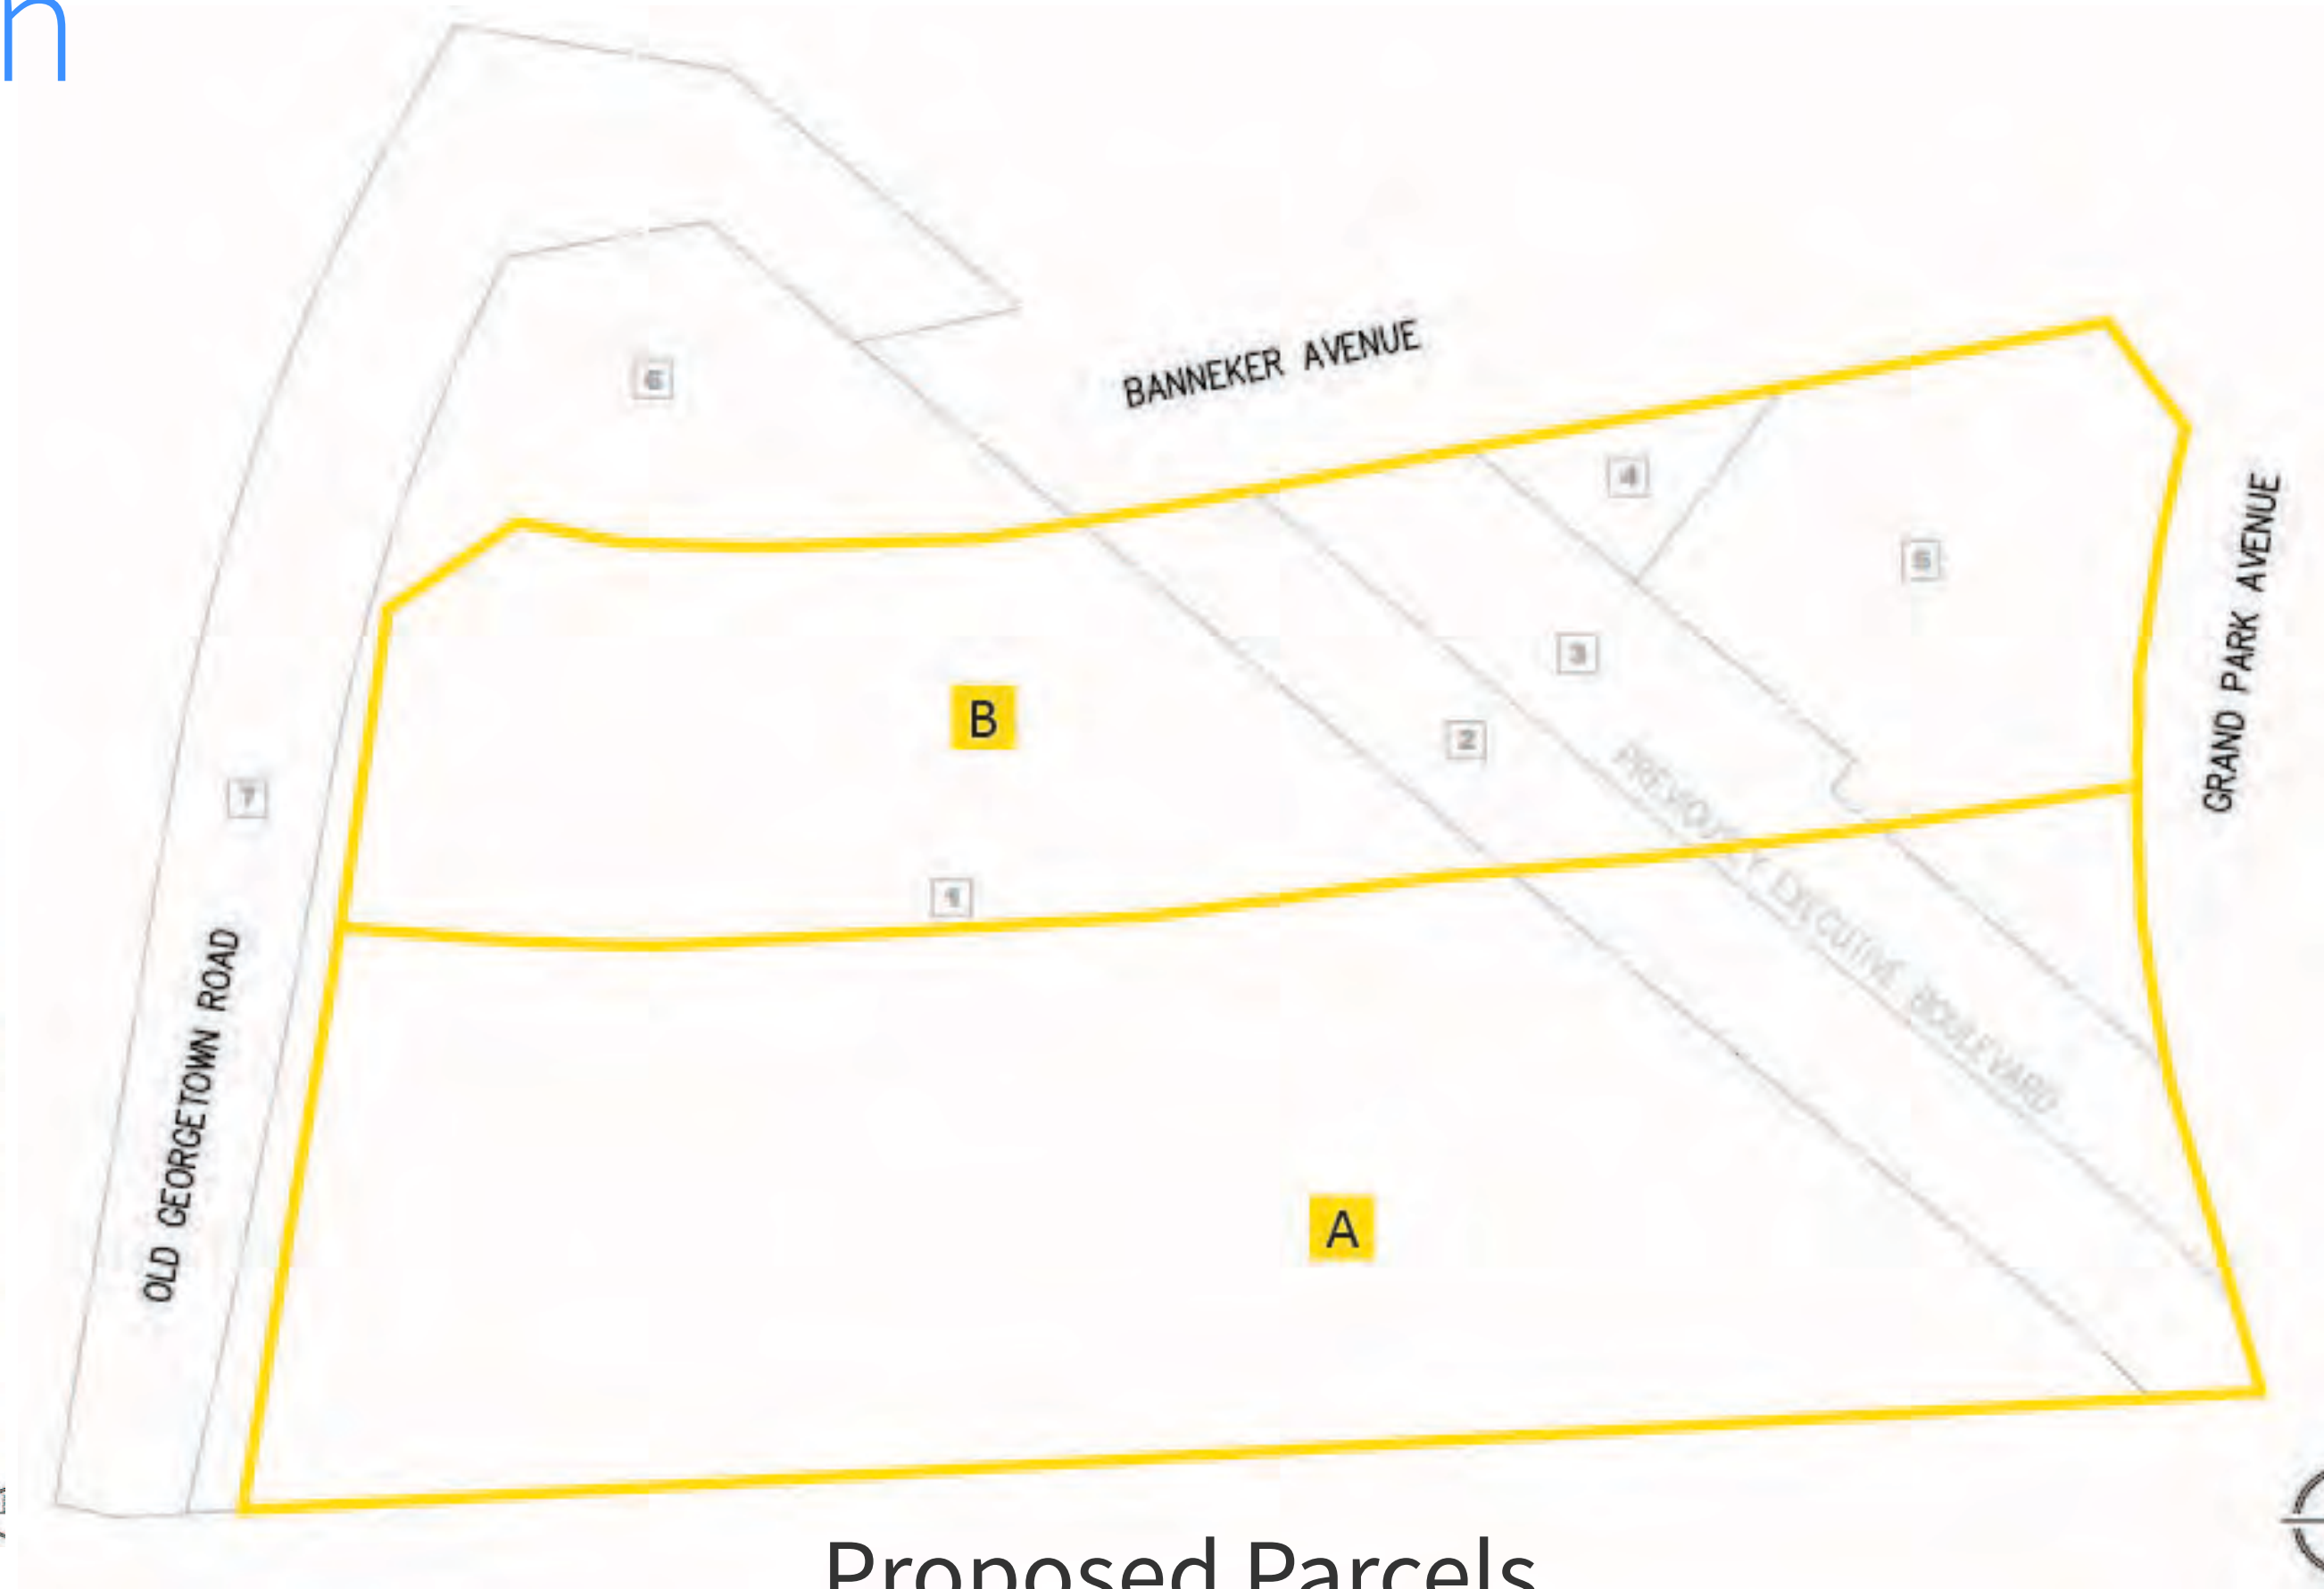 n
BANNEKER AVENUE
6
4
5
GRAND PARK AVENUE
3
B
2
7
PREVIOUSLY EXECUTIVE BOULEVARD
1
OLD GEORGETOWN ROAD
A
Proposed Parcels